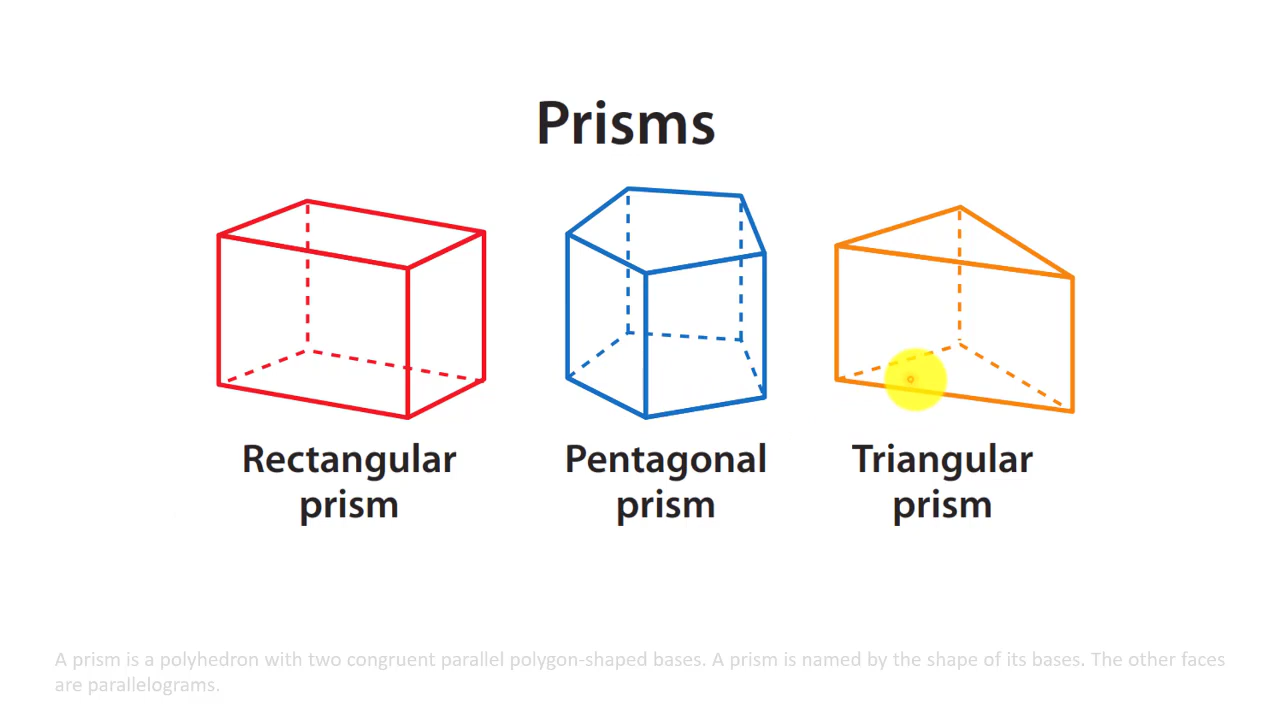 Prisms
Rectangular
prism
Pentagonal
prism
Triangular
prism
A prism is a polyhedron with two congruent parallel polygon-shaped bases. A prism is named by the shape of its bases. The other faces
are parallelograms.